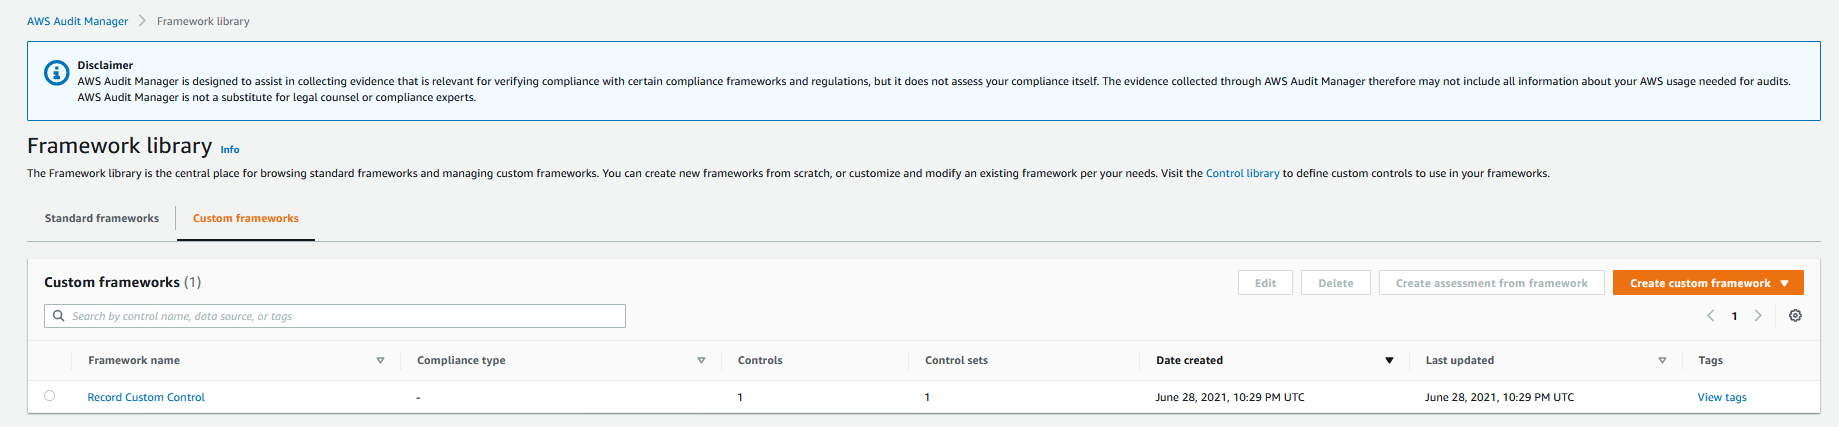 AWS Audit Manager > Framework library
Disclaimer
AWS Audit Manager is designed to assist in collecting evidence that is relevant for verifying compliance with certain compliance frameworks and regulations, but it does not assess your compliance itself. The evidence collected through AWS Audit Manager therefore may not include all information about your AWS usage needed for audits.
AWS Audit Manager is not a substitute for legal counsel or compliance experts.
Framework library Info
The Framework library is the central place for browsing standard frameworks and managing custom frameworks. You can create new frameworks from scratch, or customize and modify an existing framework per your needs. Visit the Control library to define custom controls to use in your frameworks.
Standard frameworks Custom frameworks
Custom frameworks (1) Edit Delete Create assessment from framework Create custom framework
Search by control name, data source, or tags < 1 >
Framework name Compliance type Controls Control sets Date created Last updated Tags
Record Custom Control - 1 1 June 28, 2021, 10:29 PM UTC June 28, 2021, 10:29 PM UTC View tags